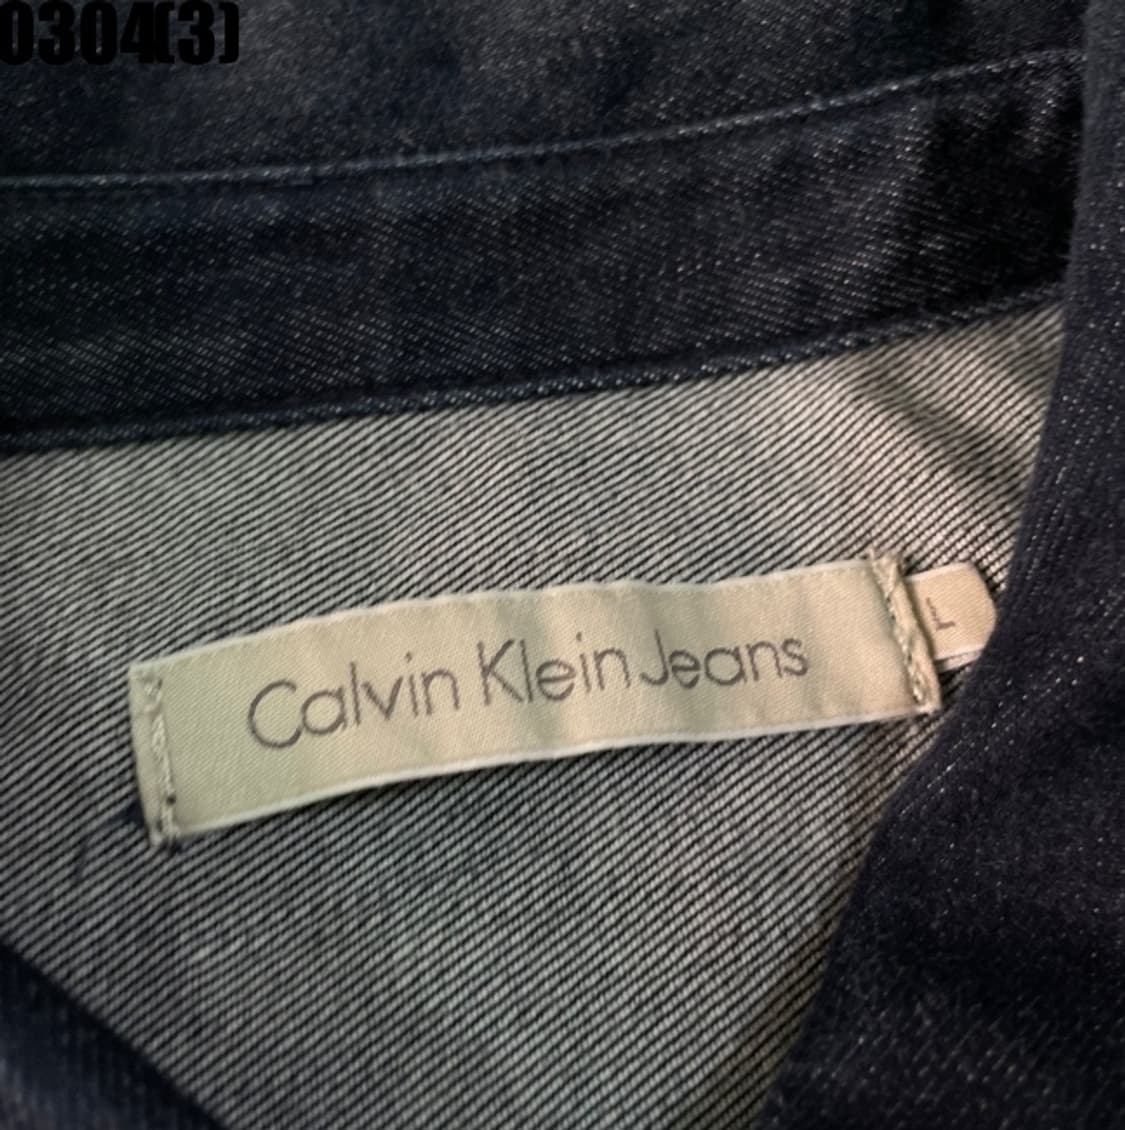 0304(3)
Calvin Klein Jeans
L